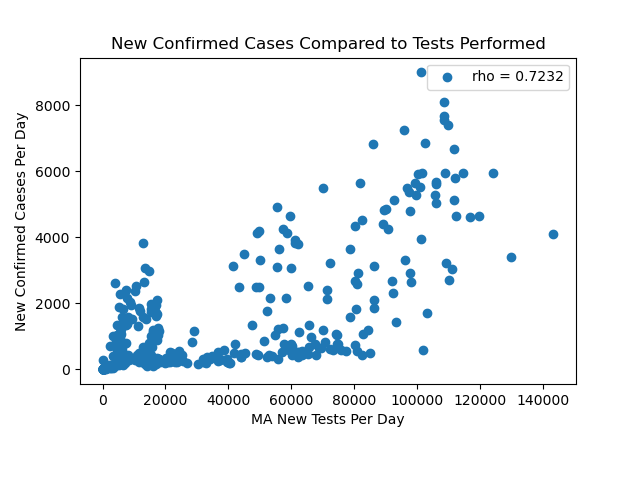 New Confirmed Cases Compared to Tests Performed
rho = 0.7232
8000
6000
4000
2000
0
New Confirmed Caeses Per Day
0 20000 40000 60000 80000 100000 120000 140000
MA New Tests Per Day